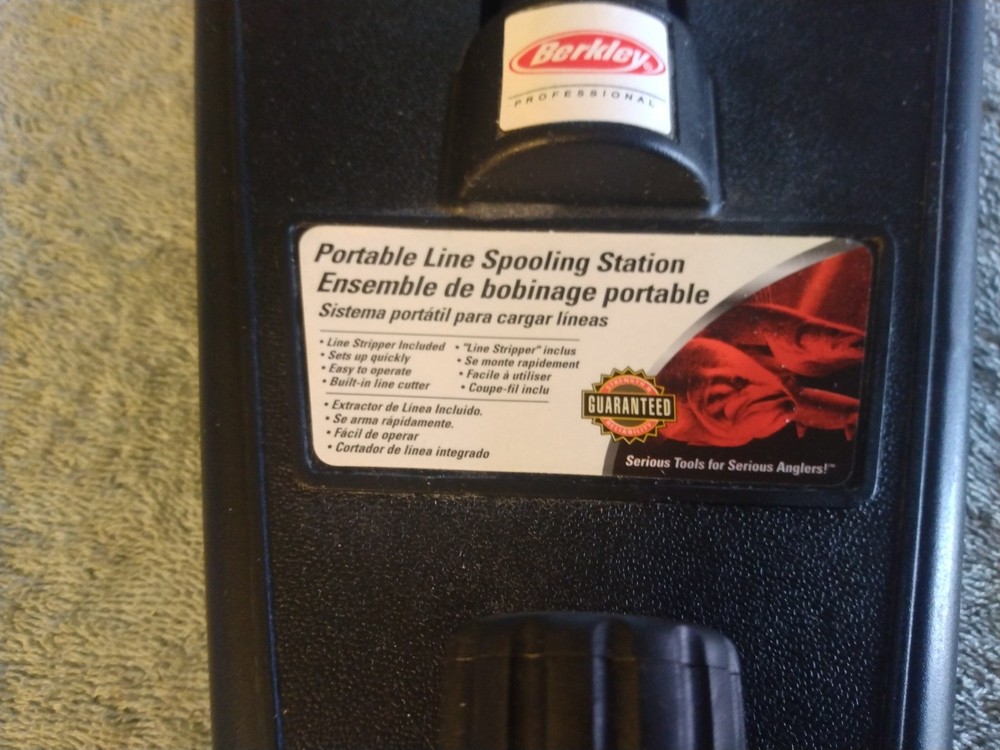 Berkley®
PROFESSIONAL
Portable Line Spooling Station
Ensemble de bobinage portable
Sistema portátil para cargar líneas
• Line Stripper Included
• Sets up quickly
• Easy to operate
• Built-in line cutter
• "Line Stripper" inclus
• Se monte rapidement
• Facile à utiliser
• Coupe-fil inclu
• Extractor de Línea Incluido.
• Se arma rápidamente.
• Fácil de operar
• Cortador de línea integrado
STRENGTH
GUARANTEED
RELIABILITY
Serious Tools for Serious Anglers!™